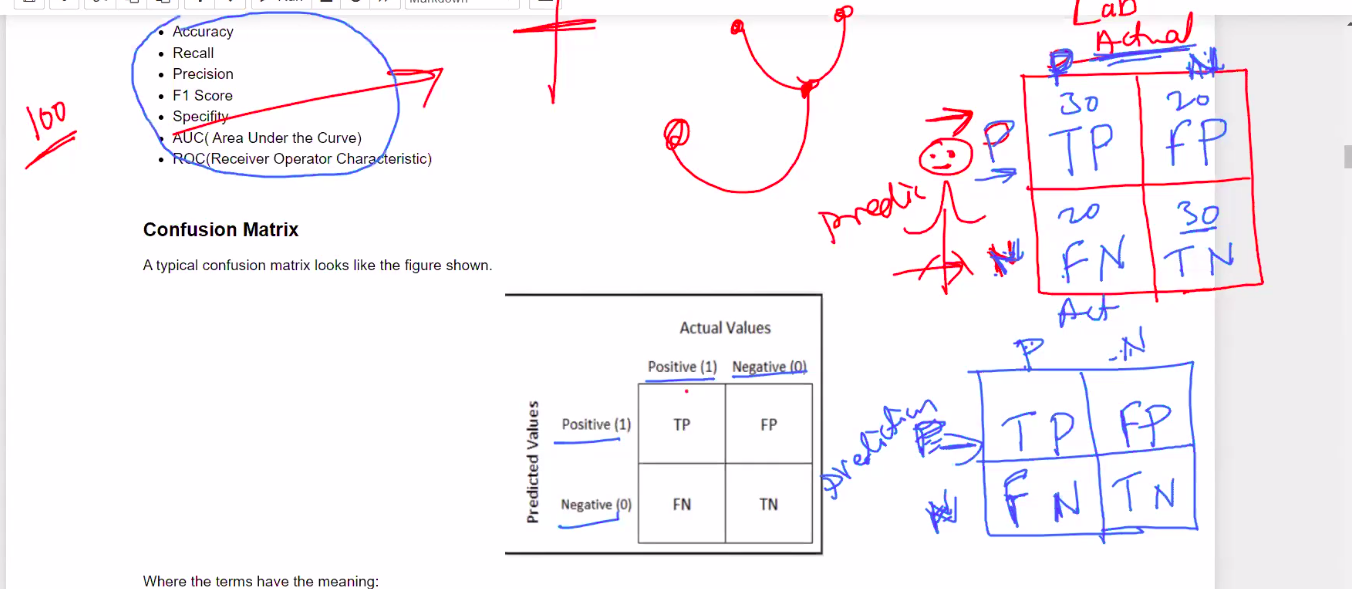 Accuracy
Recall
Precision
F1 Score
Specifity
AUC( Area Under the Curve)
ROC(Receiver Operator Characteristic)
100
Lab
Actual
P N
30 20
P TP FP
predic
20 30
N FN TN
Confusion Matrix
A typical confusion matrix looks like the figure shown.
Act
P N
prediction
P TP FP
N FN TN
Actual Values
Positive (1) Negative (0)
Predicted Values
Positive (1) TP FP
Negative (0) FN TN
Where the terms have the meaning: